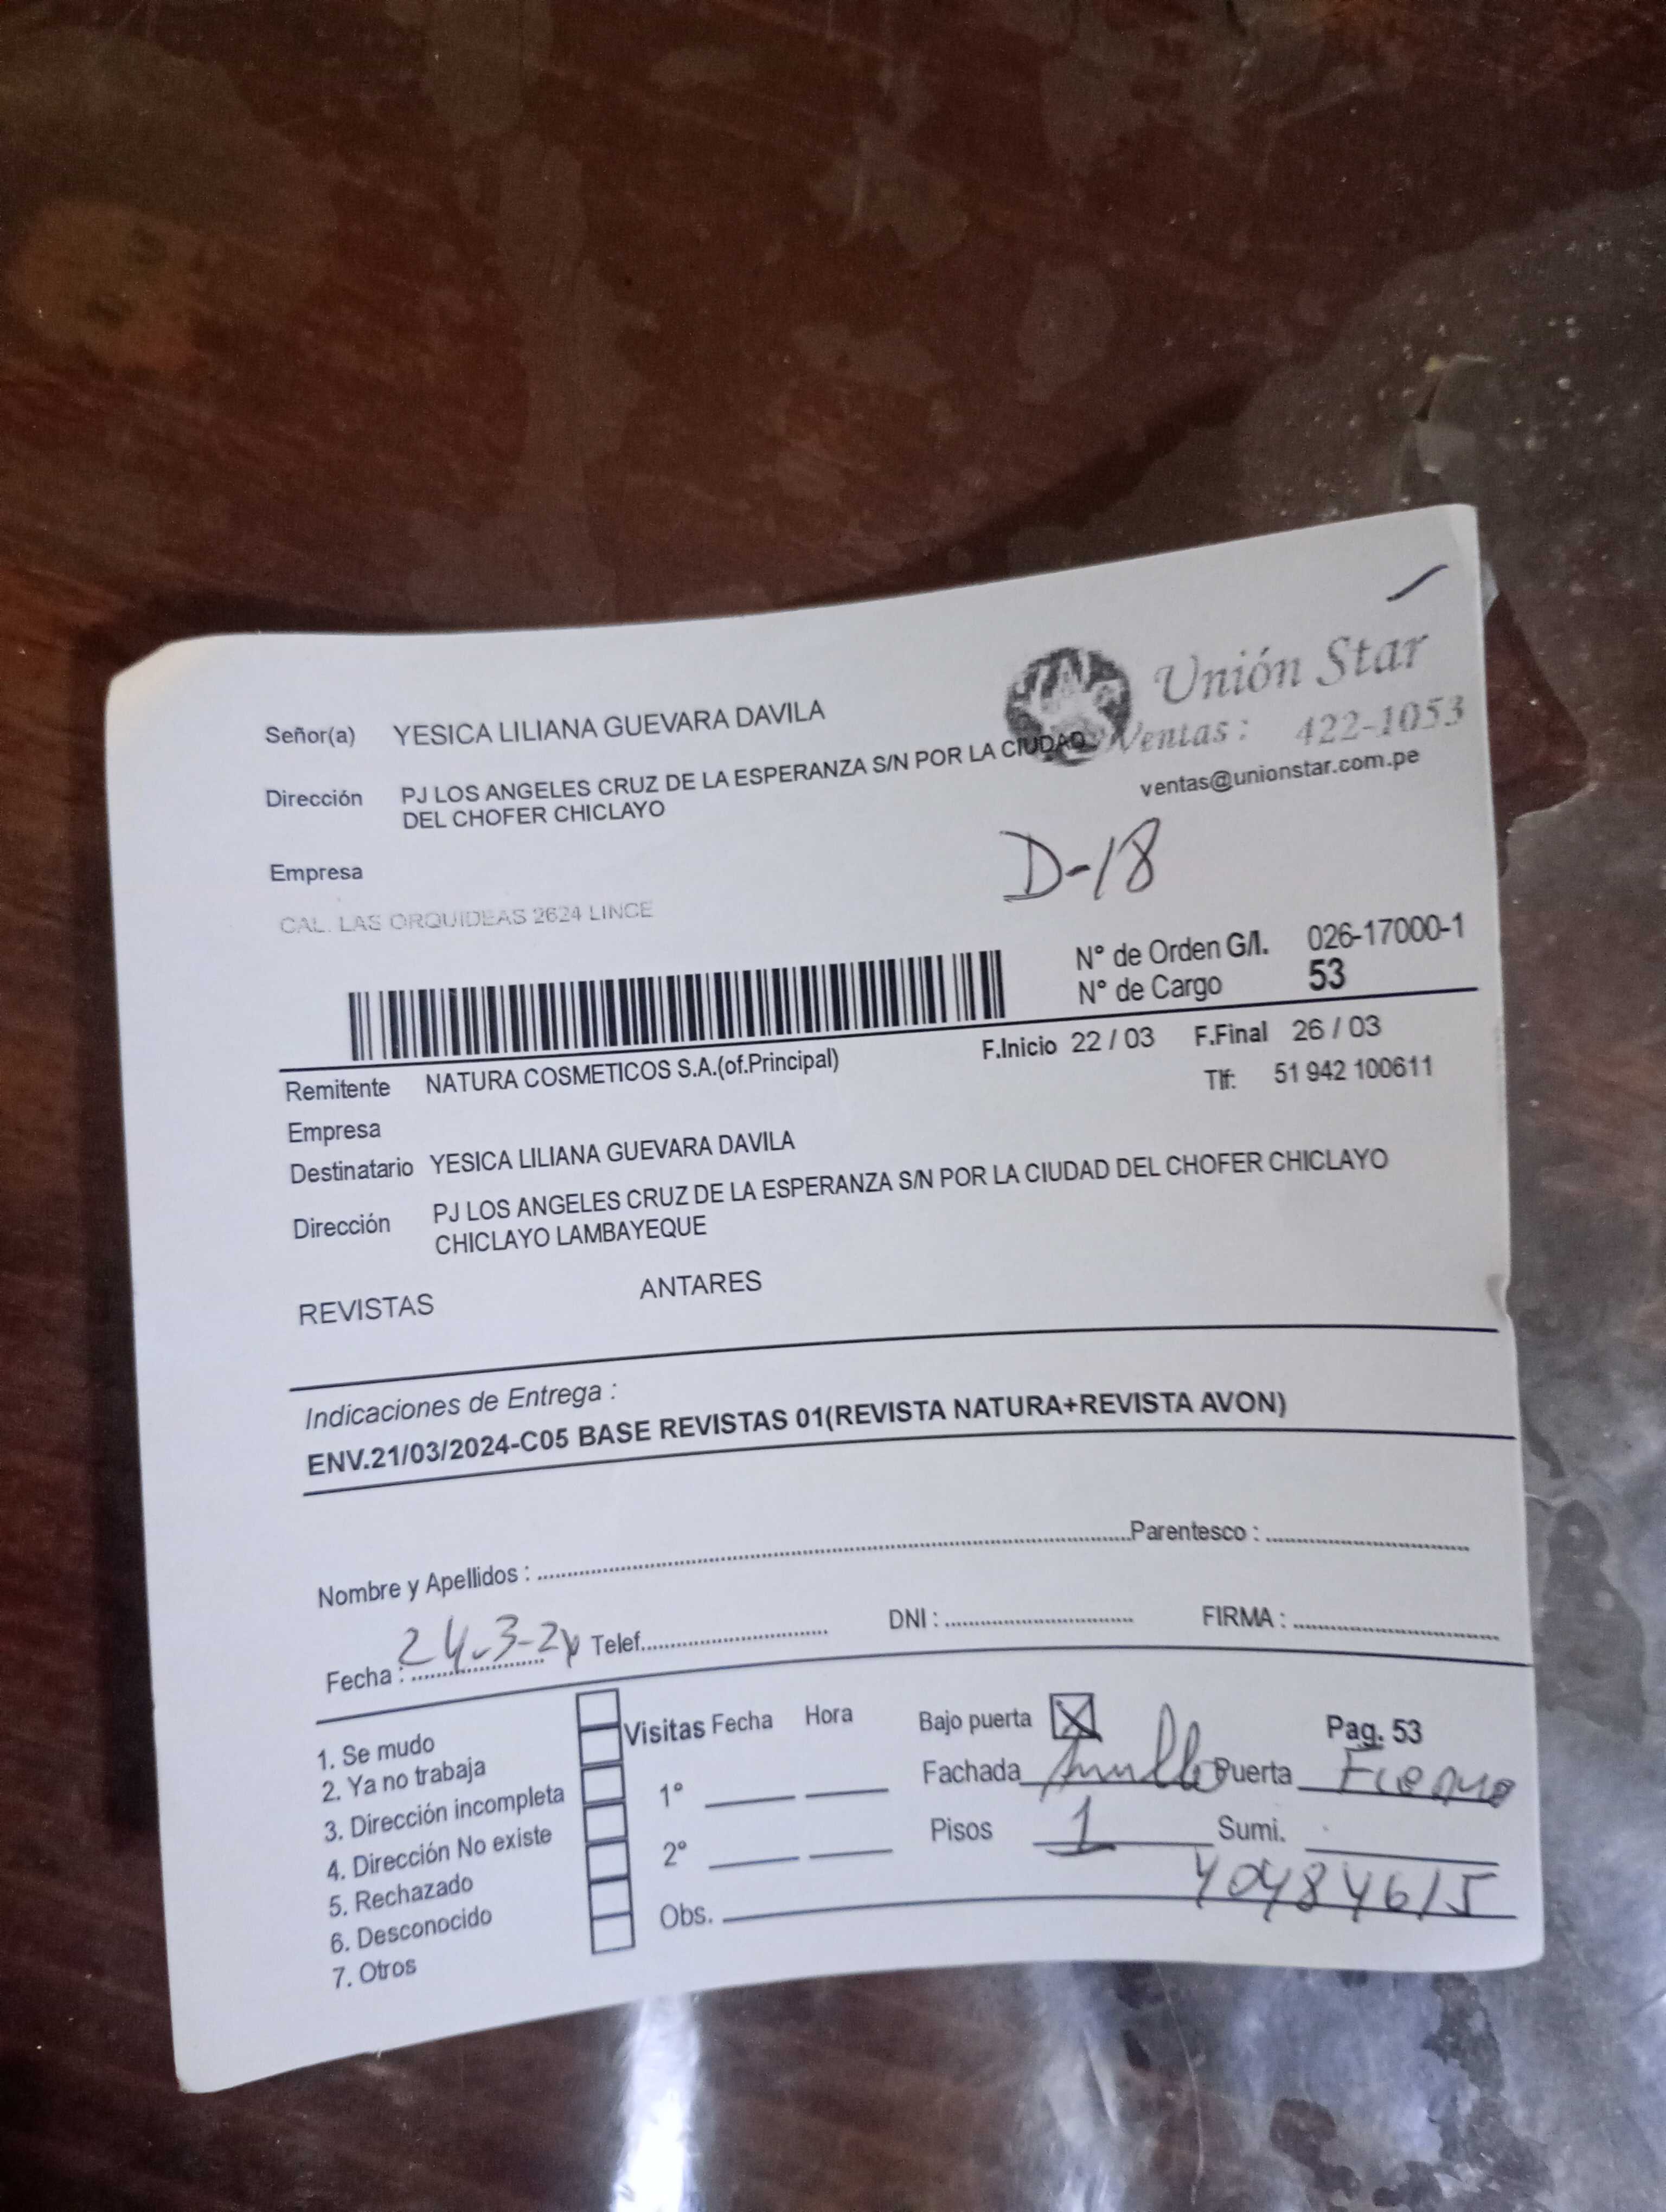 Unión Star
Ventas: 422-1053
ventas@unionstar.com.pe
Señor(a) YESICA LILIANA GUEVARA DAVILA
Dirección PJ LOS ANGELES CRUZ DE LA ESPERANZA S/N POR LA CIUDAD
DEL CHOFER CHICLAYO
D-18
Empresa
CAL. LAS ORQUIDEAS 2624 LINCE
N° de Orden G/I. 026-17000-1
N° de Cargo 53
Remitente NATURA COSMETICOS S.A.(of.Principal) F.Inicio 22 / 03 F.Final 26 / 03
Tlf: 51 942 100611
Empresa
Destinatario YESICA LILIANA GUEVARA DAVILA
Dirección PJ LOS ANGELES CRUZ DE LA ESPERANZA S/N POR LA CIUDAD DEL CHOFER CHICLAYO
CHICLAYO LAMBAYEQUE
REVISTAS ANTARES
Indicaciones de Entrega :
ENV.21/03/2024-C05 BASE REVISTAS 01(REVISTA NATURA+REVISTA AVON)
Nombre y Apellidos : Parentesco :
Fecha : 24-3-24 Telef. DNI : FIRMA :
1. Se mudo
2. Ya no trabaja
3. Dirección incompleta
4. Dirección No existe
5. Rechazado
6. Desconocido
7. Otros
Visitas Fecha Hora
1°
2°
Obs.
Bajo puerta X Pag. 53
Fachada Puerta
Pisos 1 Sumi.
40484615